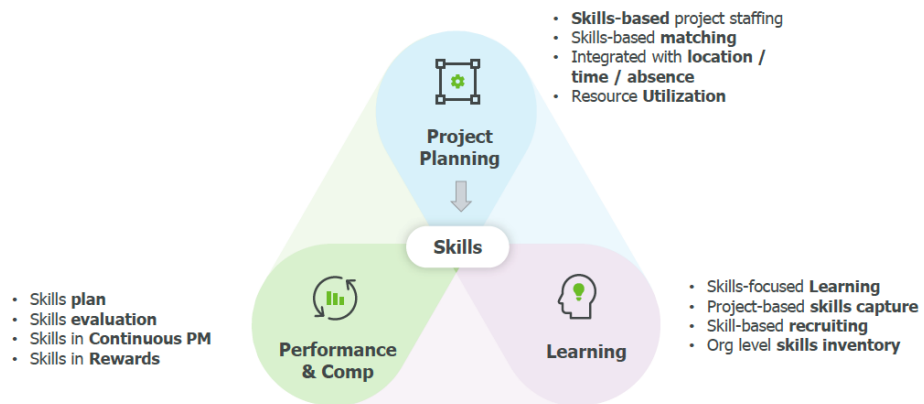 • Skills-based project staffing
• Skills-based matching
• Integrated with location /
time / absence
• Resource Utilization
Project
Planning
Skills
• Skills plan
• Skills evaluation
• Skills in Continuous PM
• Skills in Rewards
Performance
& Comp
Learning
• Skills-focused Learning
• Project-based skills capture
• Skill-based recruiting
• Org level skills inventory